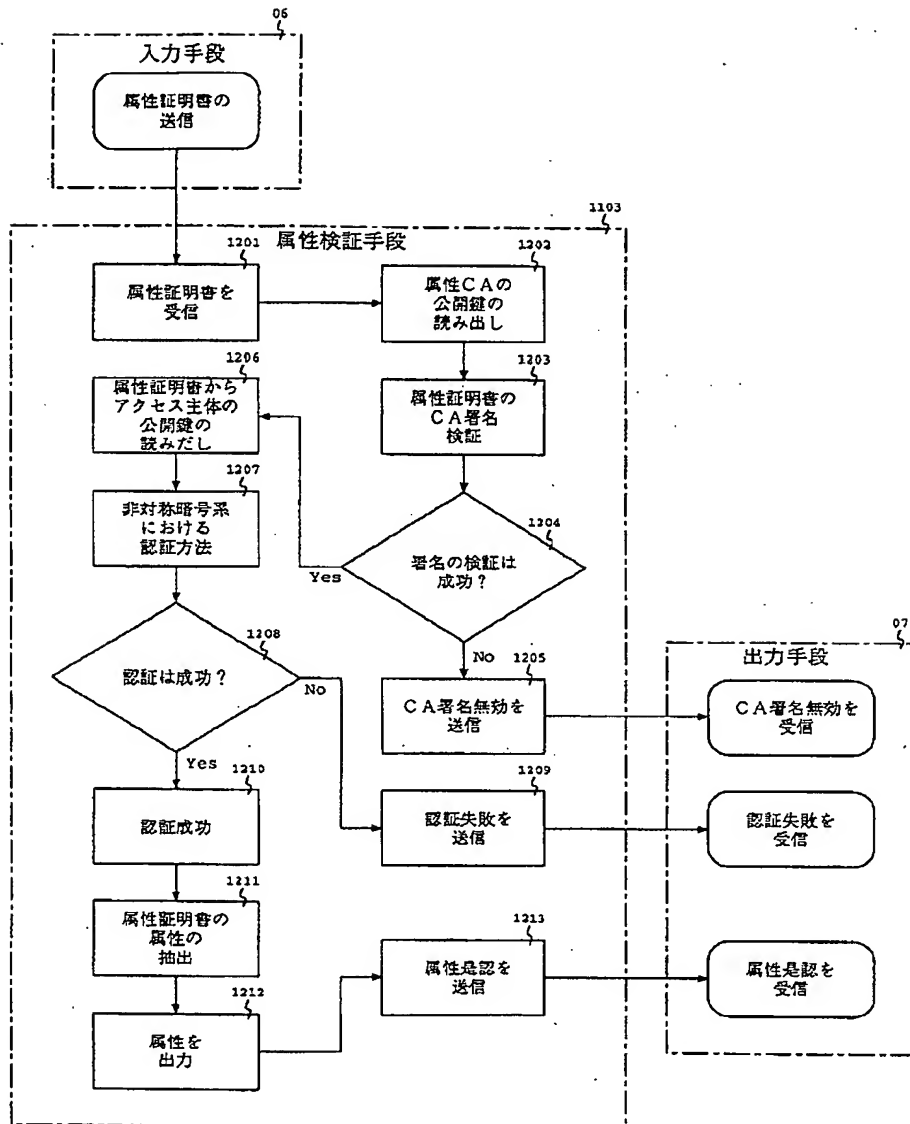 06
入力手段
属性証明書の
送信
1103
属性検証手段
1201
属性証明書を
受信
1202
属性CAの
公開鍵の
読み出し
1203
属性証明書の
CA署名
検証
1206
属性証明書から
アクセス主体の
公開鍵の
読みだし
1207
非対称暗号系
における
認証方法
1204
署名の検証は
成功?
Yes
No
1208
認証は成功?
No
Yes
1205
CA署名無効を
送信
07
出力手段
CA署名無効を
受信
1210
認証成功
1209
認証失敗を
送信
認証失敗を
受信
1211
属性証明書の
属性の
抽出
1213
属性是認を
送信
属性是認を
受信
1212
属性を
出力